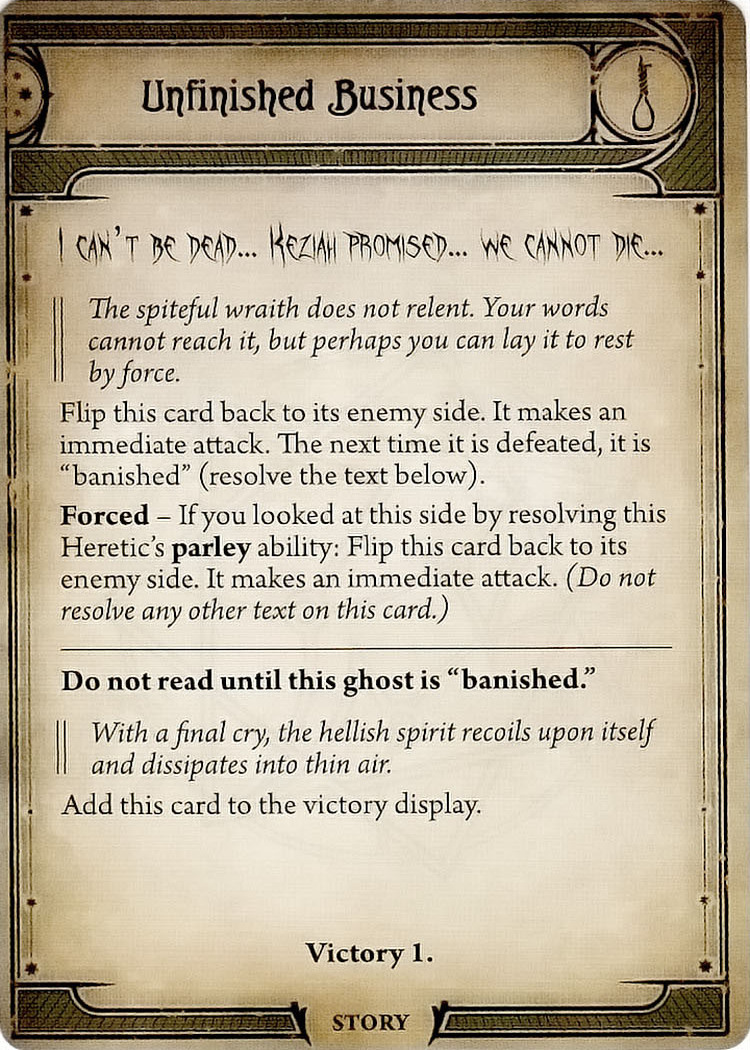 Unfinished Business
I can't be dead... Keziah promised... we cannot die...
The spiteful wraith does not relent. Your words
cannot reach it, but perhaps you can lay it to rest
by force.
Flip this card back to its enemy side. It makes an
immediate attack. The next time it is defeated, it is
“banished” (resolve the text below).
Forced – If you looked at this side by resolving this
Heretic’s parley ability: Flip this card back to its
enemy side. It makes an immediate attack. (Do not
resolve any other text on this card.)
Do not read until this ghost is “banished.”
With a final cry, the hellish spirit recoils upon itself
and dissipates into thin air.
Add this card to the victory display.
Victory 1.
STORY